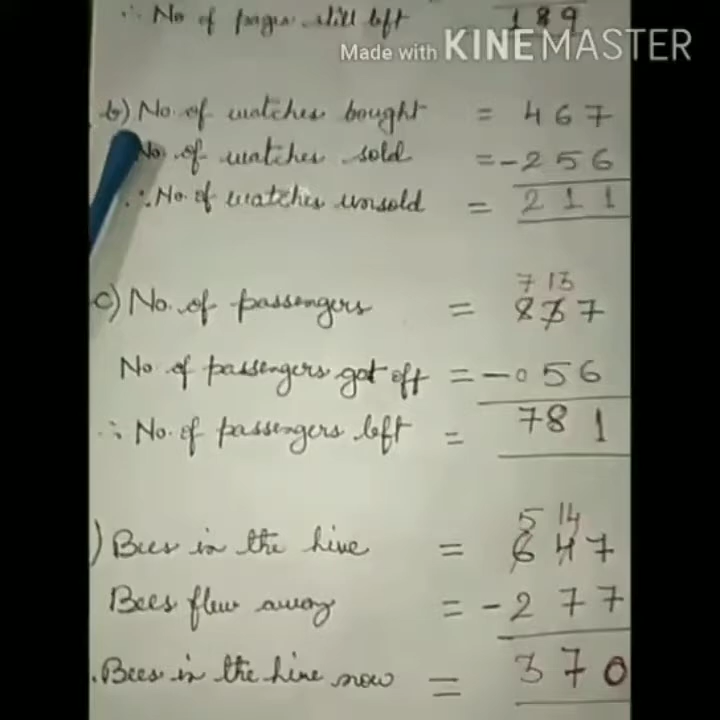 ∴ No of pages still left 189
Made with KINEMASTER
b) No. of watches bought = 467
No. of watches sold = - 256
∴ No. of watches unsold = 211
7 13
c) No. of passengers = 837
No of passengers got off = - 056
∴ No. of passengers left = 781
5 14
) Bees in the hive = 647
Bees flew away = - 277
. Bees in the hive now = 370